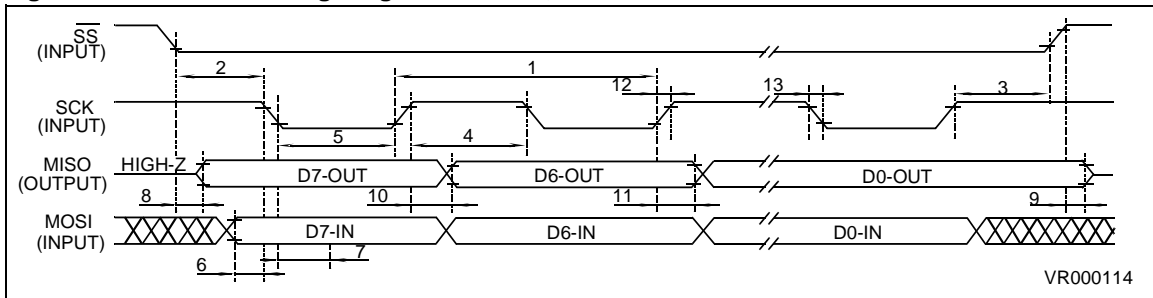 SS
(INPUT)
2
1
12
13
3
SCK
(INPUT)
5
4
MISO
(OUTPUT)
HIGH-Z
D7-OUT
D6-OUT
D0-OUT
8
10
11
9
MOSI
(INPUT)
D7-IN
D6-IN
D0-IN
7
6
VR000114